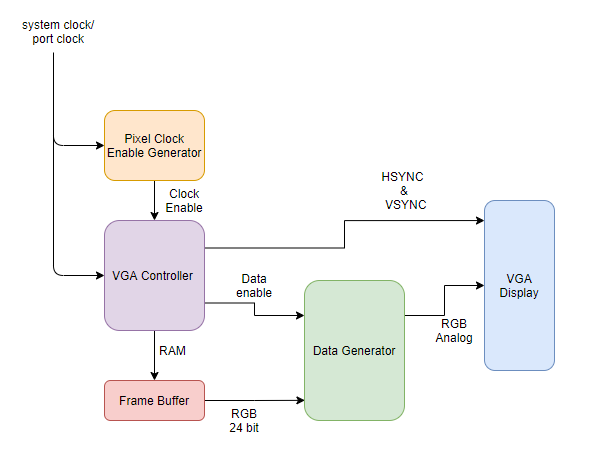 system clock/
port clock
Pixel Clock
Enable Generator
Clock
Enable
HSYNC
&
VSYNC
VGA Controller
Data
enable
VGA
Display
RGB
Analog
Data Generator
RAM
Frame Buffer
RGB
24 bit